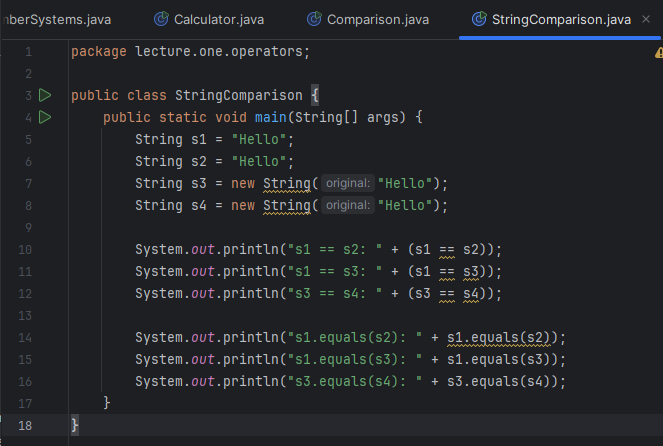 mberSystems.java Calculator.java Comparison.java StringComparison.java ×
1 package lecture.one.operators;
2
3 public class StringComparison {
4 public static void main(String[] args) {
5 String s1 = "Hello";
6 String s2 = "Hello";
7 String s3 = new String( original: "Hello");
8 String s4 = new String( original: "Hello");
9
10 System.out.println("s1 == s2: " + (s1 == s2));
11 System.out.println("s1 == s3: " + (s1 == s3));
12 System.out.println("s3 == s4: " + (s3 == s4));
13
14 System.out.println("s1.equals(s2): " + s1.equals(s2));
15 System.out.println("s1.equals(s3): " + s1.equals(s3));
16 System.out.println("s3.equals(s4): " + s3.equals(s4));
17 }
18 }